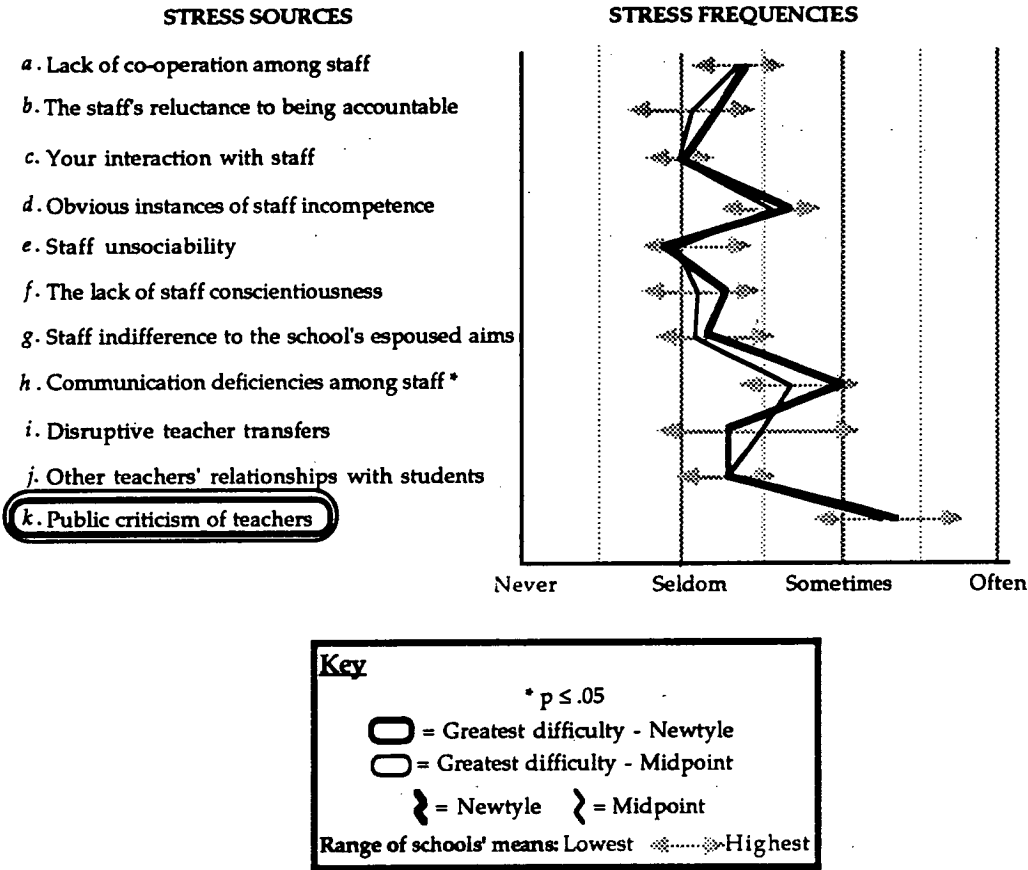 STRESS SOURCES
STRESS FREQUENCIES
a. Lack of co-operation among staff
b. The staff's reluctance to being accountable
c. Your interaction with staff
d. Obvious instances of staff incompetence
e. Staff unsociability
f. The lack of staff conscientiousness
g. Staff indifference to the school's espoused aims
h. Communication deficiencies among staff *
i. Disruptive teacher transfers
j. Other teachers' relationships with students
k. Public criticism of teachers
Never Seldom Sometimes Often
Key
* p ≤ .05
= Greatest difficulty - Newtyle
= Greatest difficulty - Midpoint
= Newtyle = Midpoint
Range of schools' means: Lowest Highest